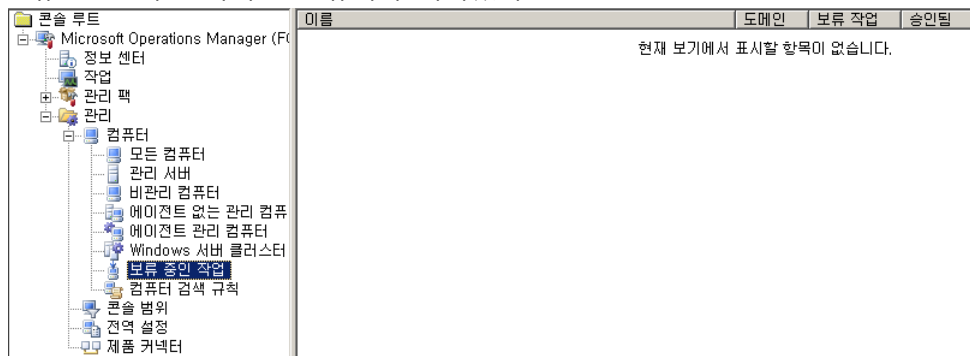 콘솔 루트
Microsoft Operations Manager (F
정보 센터
작업
관리 팩
관리
컴퓨터
모든 컴퓨터
관리 서버
비관리 컴퓨터
에이전트 없는 관리 컴퓨
에이전트 관리 컴퓨터
Windows 서버 클러스터
보류 중인 작업
컴퓨터 검색 규칙
콘솔 범위
전역 설정
제품 커넥터
이름 도메인 보류 작업 승인됨
현재 보기에서 표시할 항목이 없습니다.